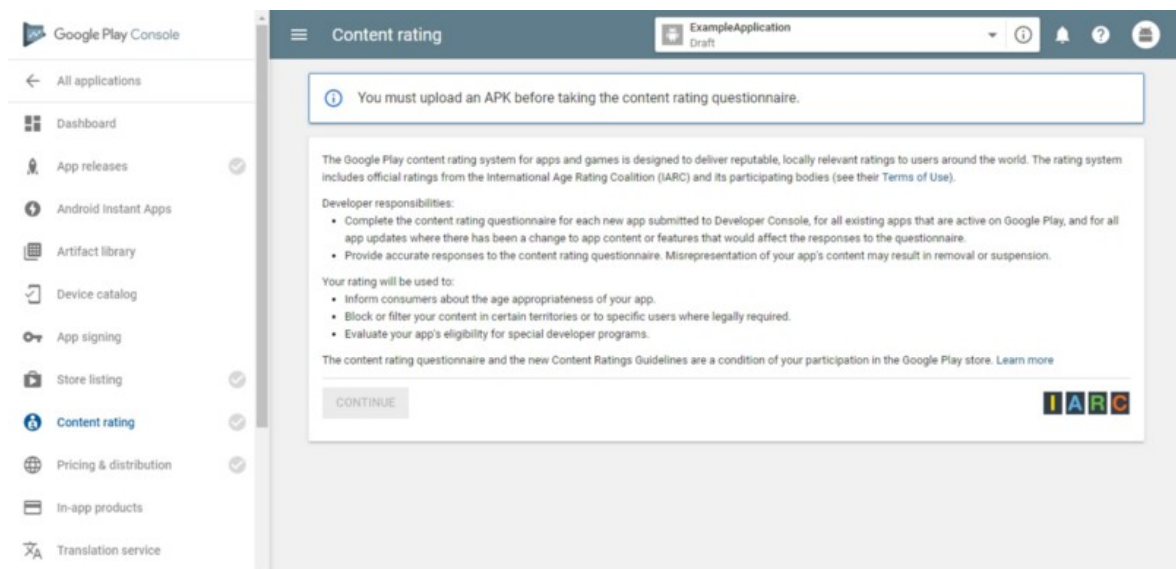 Google Play Console
Content rating
ExampleApplication
Draft
All applications
Dashboard
App releases
Android Instant Apps
Artifact library
Device catalog
App signing
Store listing
Content rating
Pricing & distribution
In-app products
Translation service
You must upload an APK before taking the content rating questionnaire.
The Google Play content rating system for apps and games is designed to deliver reputable, locally relevant ratings to users around the world. The rating system
includes official ratings from the International Age Rating Coalition (IARC) and its participating bodies (see their Terms of Use).
Developer responsibilities:
• Complete the content rating questionnaire for each new app submitted to Developer Console, for all existing apps that are active on Google Play, and for all
app updates where there has been a change to app content or features that would affect the responses to the questionnaire.
• Provide accurate responses to the content rating questionnaire. Misrepresentation of your app's content may result in removal or suspension.
Your rating will be used to:
• Inform consumers about the age appropriateness of your app.
• Block or filter your content in certain territories or to specific users where legally required.
• Evaluate your app's eligibility for special developer programs.
The content rating questionnaire and the new Content Ratings Guidelines are a condition of your participation in the Google Play store. Learn more
CONTINUE
IARC